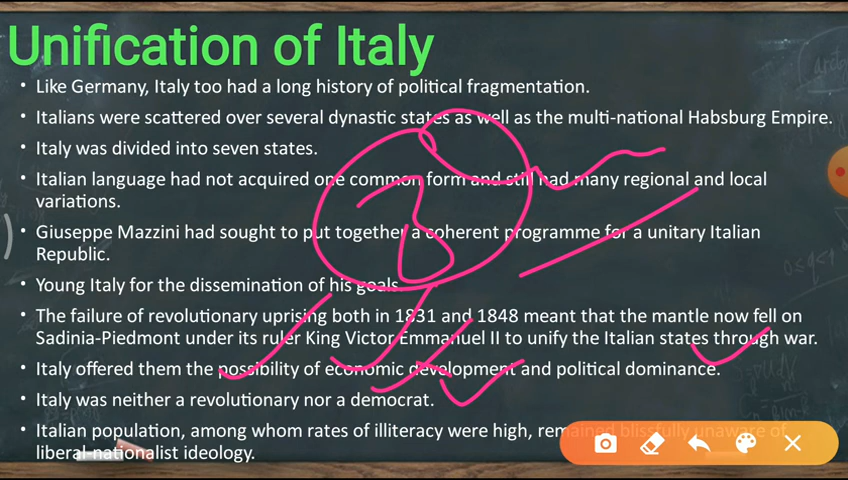 Unification of Italy
• Like Germany, Italy too had a long history of political fragmentation.
• Italians were scattered over several dynastic states as well as the multi-national Habsburg Empire.
• Italy was divided into seven states.
• Italian language had not acquired one common form and still had many regional and local
variations.
• Giuseppe Mazzini had sought to put together a coherent programme for a unitary Italian
Republic.
• Young Italy for the dissemination of his goals.
• The failure of revolutionary uprising both in 1831 and 1848 meant that the mantle now fell on
Sadinia-Piedmont under its ruler King Victor Emmanuel II to unify the Italian states through war.
• Italy offered them the possibility of economic development and political dominance.
• Italy was neither a revolutionary nor a democrat.
• Italian population, among whom rates of illiteracy were high, remained blissfully unaware of
liberal-nationalist ideology.